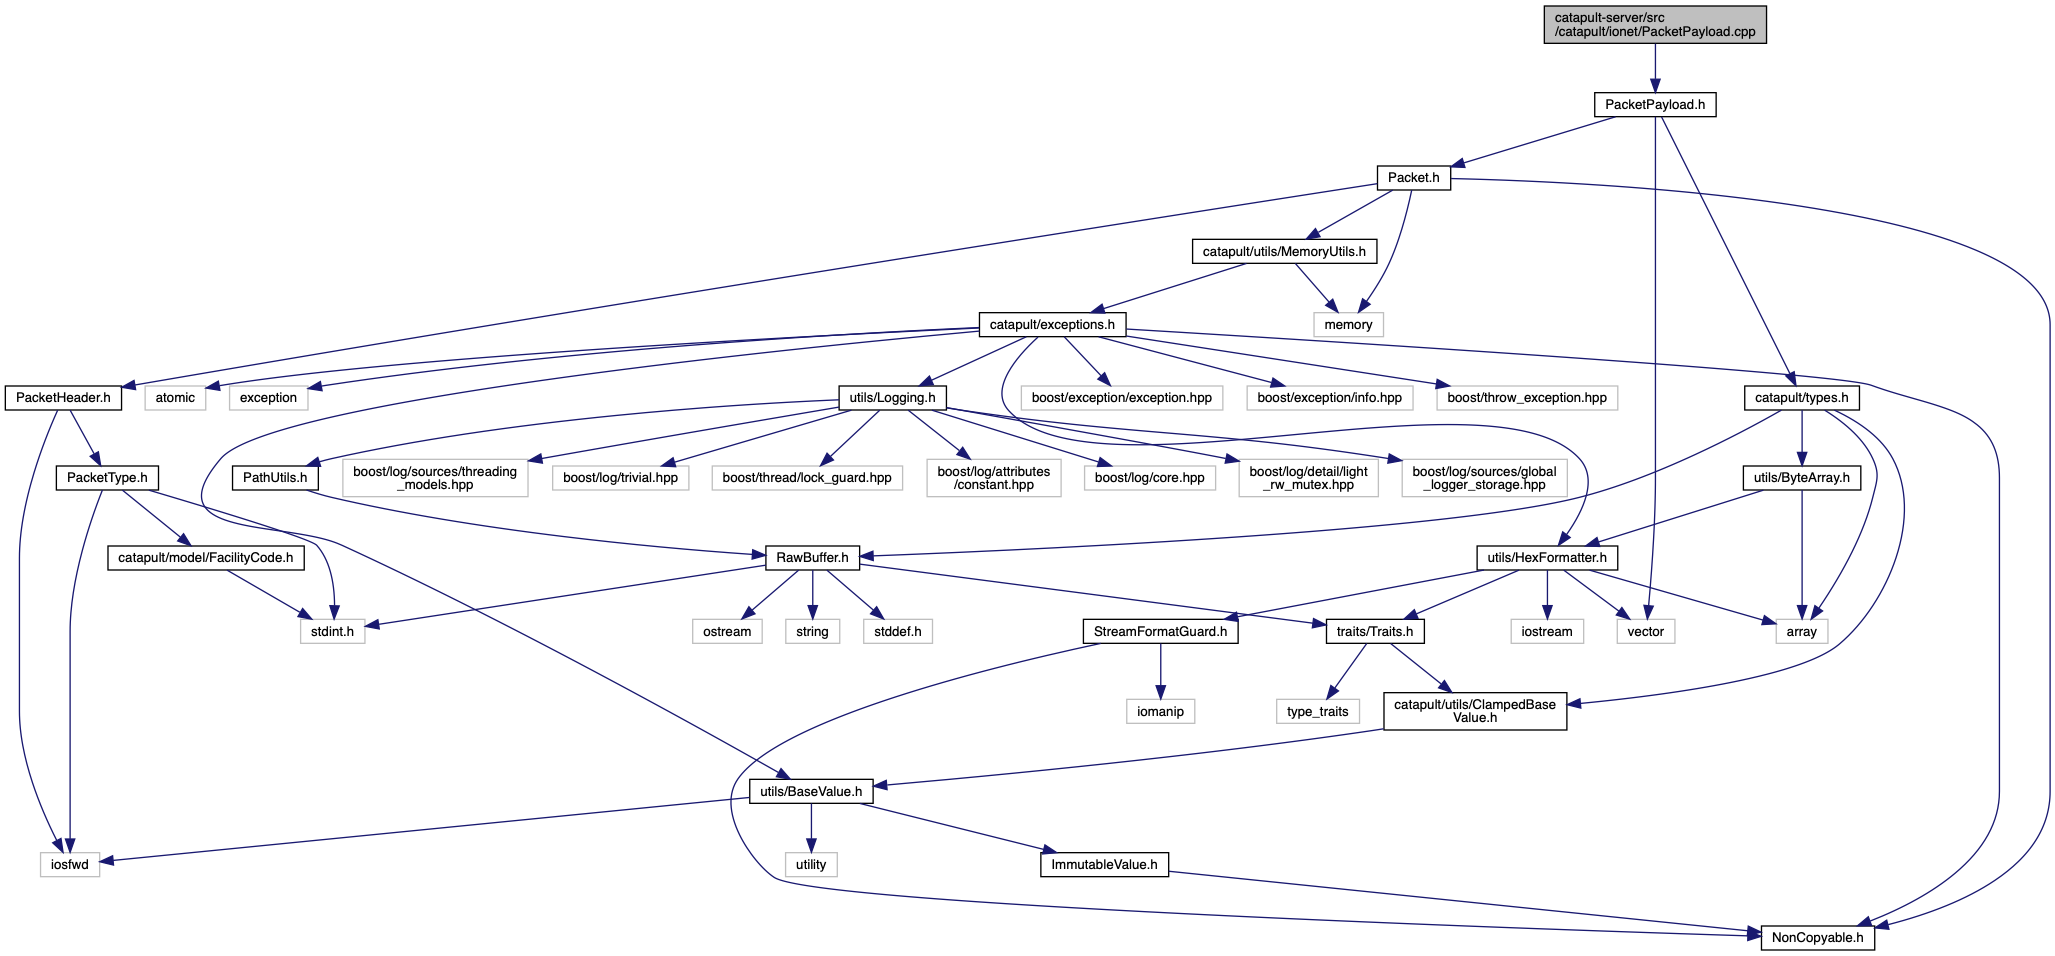 catapult-server/src
/catapult/ionet/PacketPayload.cpp
PacketPayload.h
Packet.h
catapult/utils/MemoryUtils.h
catapult/exceptions.h
memory
PacketHeader.h
atomic
exception
utils/Logging.h
boost/exception/exception.hpp
boost/exception/info.hpp
boost/throw_exception.hpp
catapult/types.h
PacketType.h
PathUtils.h
boost/log/sources/threading
_models.hpp
boost/log/trivial.hpp
boost/thread/lock_guard.hpp
boost/log/attributes
/constant.hpp
boost/log/core.hpp
boost/log/detail/light
_rw_mutex.hpp
boost/log/sources/global
_logger_storage.hpp
utils/ByteArray.h
catapult/model/FacilityCode.h
RawBuffer.h
utils/HexFormatter.h
stdint.h
ostream
string
stddef.h
StreamFormatGuard.h
traits/Traits.h
iostream
vector
array
iomanip
type_traits
catapult/utils/ClampedBase
Value.h
utils/BaseValue.h
iosfwd
utility
ImmutableValue.h
NonCopyable.h